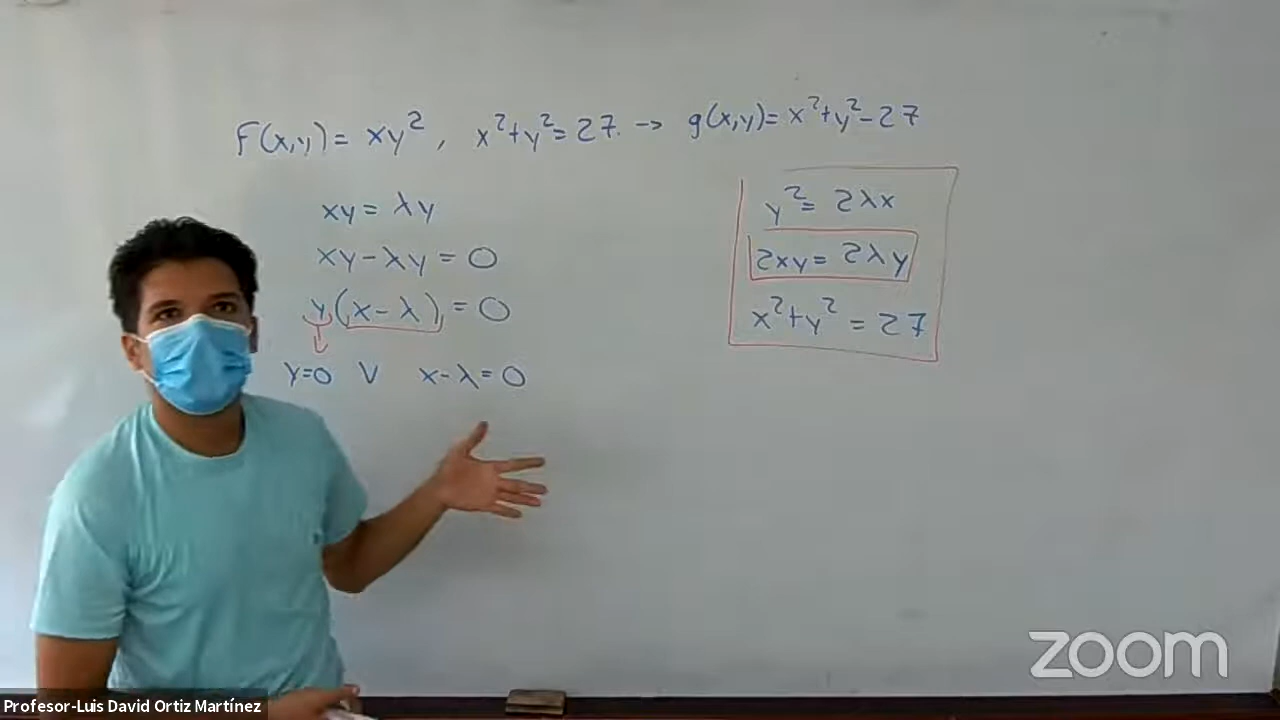 F(x,y)= xy², x²+y²=27. → g(x,y)=x²+y²-27
xy = λy
xy-λy = 0
y(x-λ) = 0
y=0 V x-λ=0
y² = 2λx
2xy = 2λy
x²+y² = 27
zoom
Profesor-Luis David Ortiz Martínez